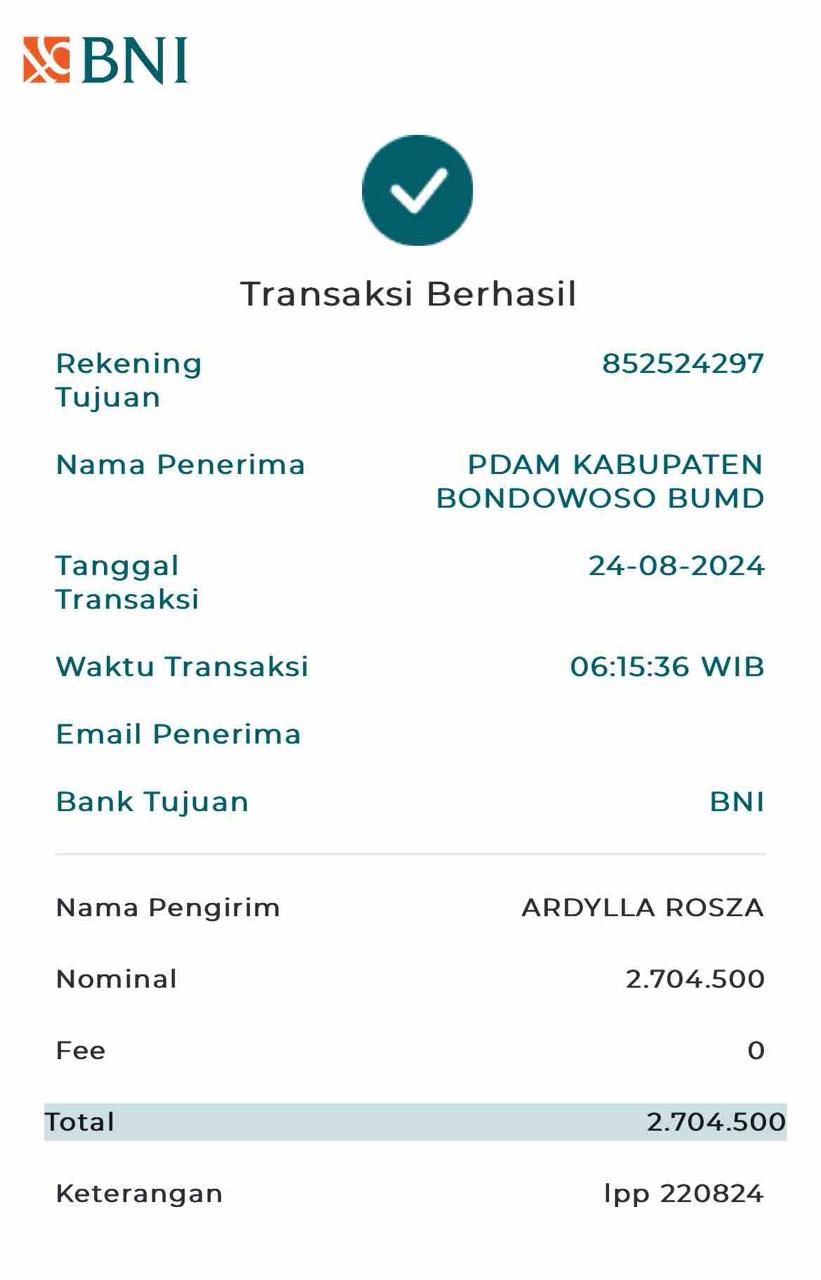 BNI
Transaksi Berhasil
Rekening Tujuan 852524297
Nama Penerima PDAM KABUPATEN
BONDOWOSO BUMD
Tanggal Transaksi 24-08-2024
Waktu Transaksi 06:15:36 WIB
Email Penerima
Bank Tujuan BNI
Nama Pengirim ARDYLLA ROSZA
Nominal 2.704.500
Fee 0
Total 2.704.500
Keterangan lpp 220824